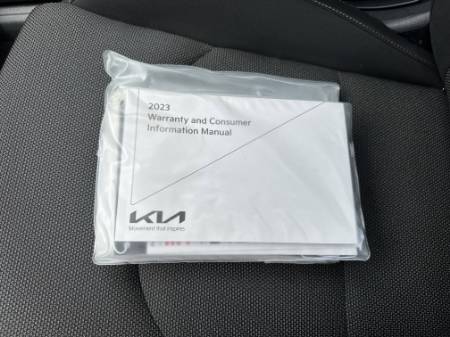 2023
Warranty and Consumer
Information Manual
KIA
Movement that inspires